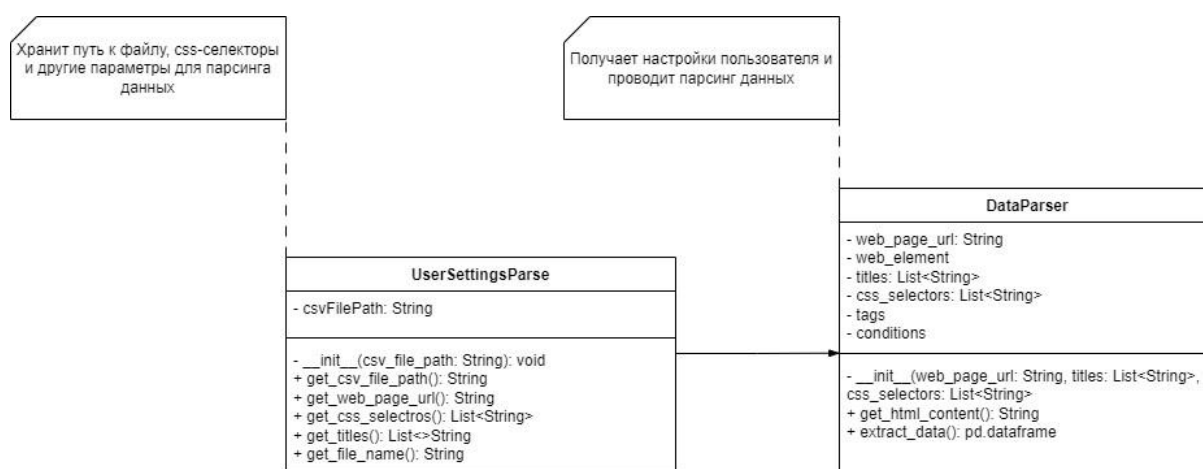 Хранит путь к файлу, css-селекторы
и другие параметры для парсинга
данных
Получает настройки пользователя и
проводит парсинг данных
UserSettingsParse
- csvFilePath: String
- __init__(csv_file_path: String): void
+ get_csv_file_path(): String
+ get_web_page_url(): String
+ get_css_selectros(): List<String>
+ get_titles(): List<>String
+ get_file_name(): String
DataParser
- web_page_url: String
- web_element
- titles: List<String>
- css_selectors: List<String>
- tags
- conditions
- __init__(web_page_url: String, titles: List<String>,
css_selectors: List<String>
+ get_html_content(): String
+ extract_data(): pd.dataframe